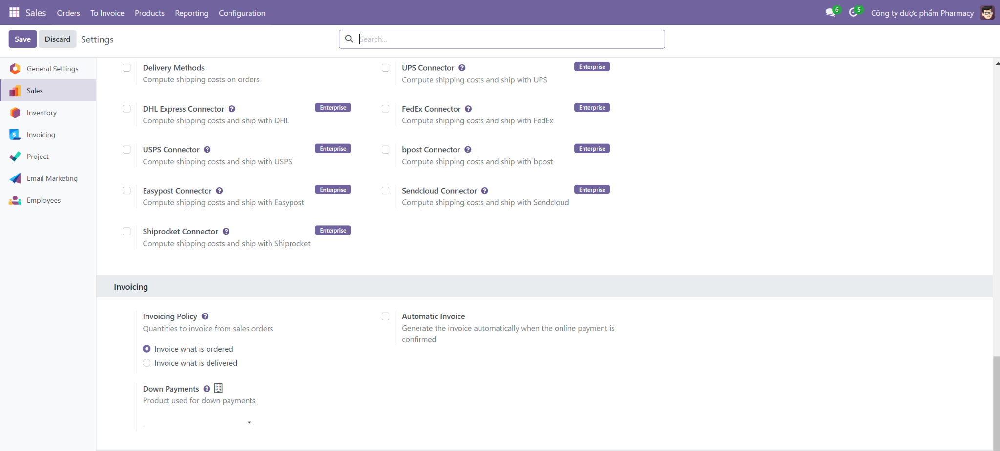 Sales Orders To Invoice Products Reporting Configuration 6 5 Công ty dược phẩm Pharmacy
Save Discard Settings Search...
General Settings
Sales
Inventory
Invoicing
Project
Email Marketing
Employees
Delivery Methods
Compute shipping costs on orders
UPS Connector ? Enterprise
Compute shipping costs and ship with UPS
DHL Express Connector ? Enterprise
Compute shipping costs and ship with DHL
FedEx Connector ? Enterprise
Compute shipping costs and ship with FedEx
USPS Connector ? Enterprise
Compute shipping costs and ship with USPS
bpost Connector ? Enterprise
Compute shipping costs and ship with bpost
Easypost Connector ? Enterprise
Compute shipping costs and ship with Easypost
Sendcloud Connector ? Enterprise
Compute shipping costs and ship with Sendcloud
Shiprocket Connector ? Enterprise
Compute shipping costs and ship with Shiprocket
Invoicing
Invoicing Policy ?
Quantities to invoice from sales orders
Invoice what is ordered
Invoice what is delivered
Automatic Invoice
Generate the invoice automatically when the online payment is
confirmed
Down Payments ?
Product used for down payments